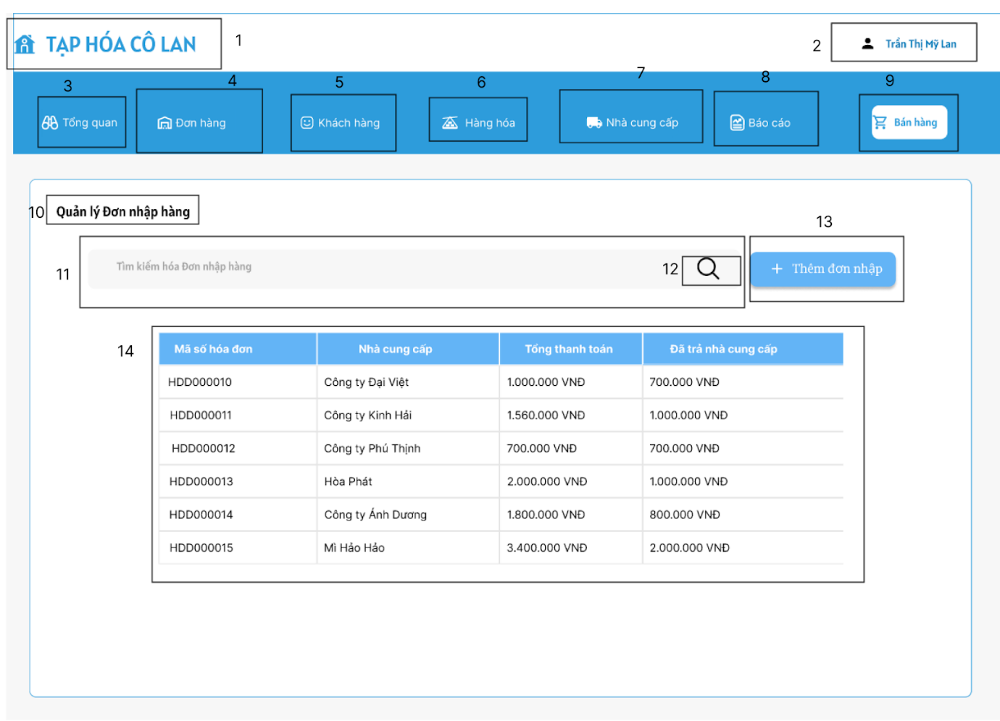 TẠP HÓA CÔ LAN
1
2
Trần Thị Mỹ Lan
3
4
5
6
7
8
9
Tổng quan
Đơn hàng
Khách hàng
Hàng hóa
Nhà cung cấp
Báo cáo
Bán hàng
10
Quản lý Đơn nhập hàng
13
11
Tìm kiếm hóa Đơn nhập hàng
12
+ Thêm đơn nhập
14
Mã số hóa đơn Nhà cung cấp Tổng thanh toán Đã trả nhà cung cấp
HDD000010 Công ty Đại Việt 1.000.000 VNĐ 700.000 VNĐ
HDD000011 Công ty Kinh Hải 1.560.000 VNĐ 1.000.000 VNĐ
HDD000012 Công ty Phú Thịnh 700.000 VNĐ 700.000 VNĐ
HDD000013 Hòa Phát 2.000.000 VNĐ 1.000.000 VNĐ
HDD000014 Công ty Ánh Dương 1.800.000 VNĐ 800.000 VNĐ
HDD000015 Mì Hảo Hảo 3.400.000 VNĐ 2.000.000 VNĐ